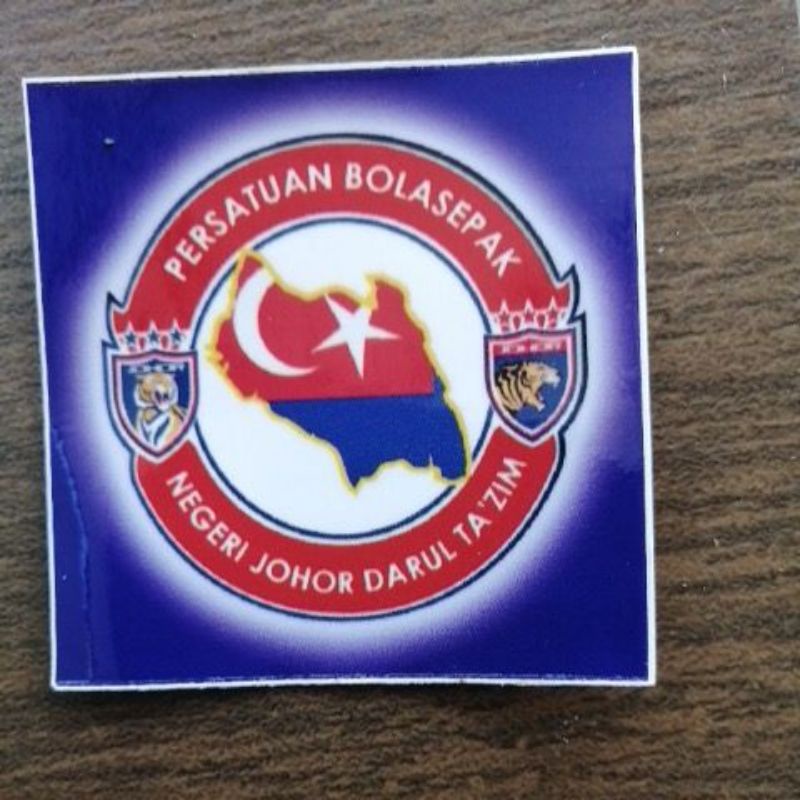 PERSATUAN BOLASEPAK
NEGERI JOHOR DARUL TA'ZIM